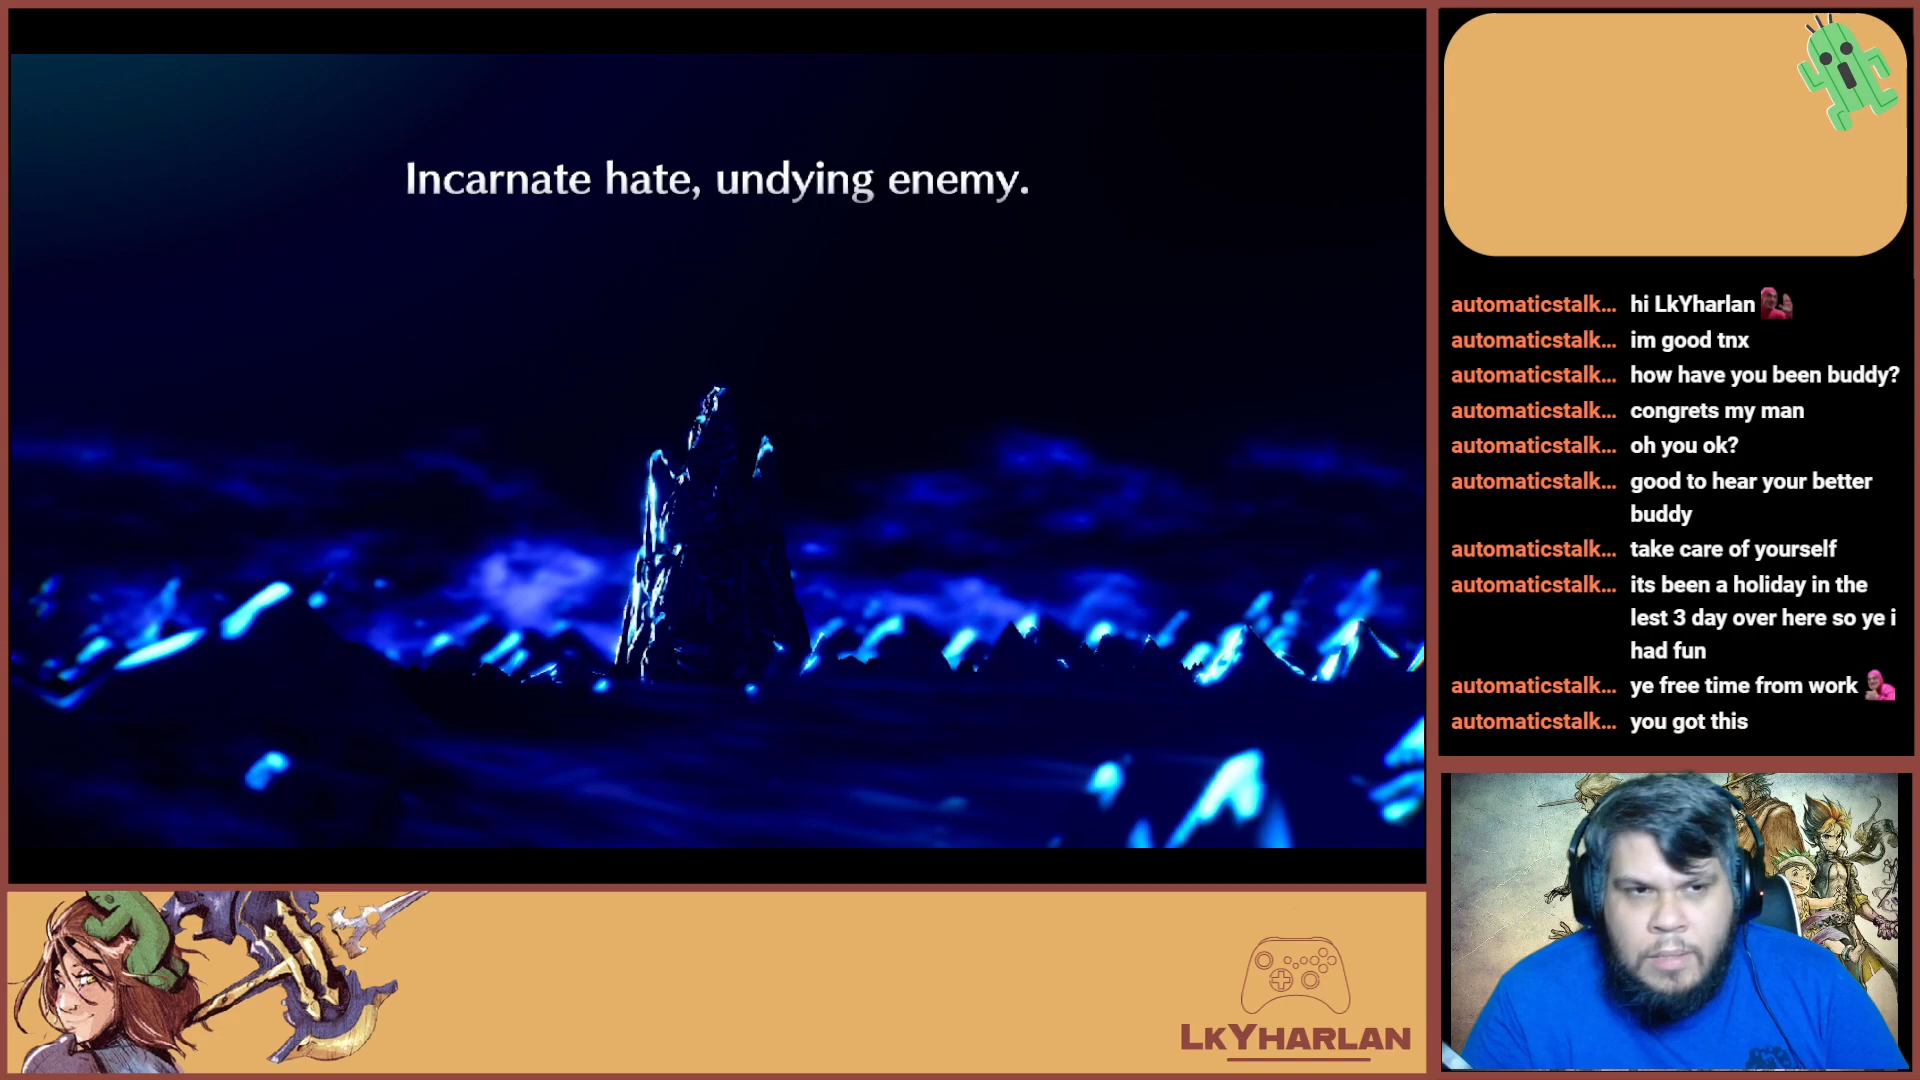 Incarnate hate, undying enemy.
automaticstalk... hi LkYharlan
automaticstalk... im good tnx
automaticstalk... how have you been buddy?
automaticstalk... congrets my man
automaticstalk... oh you ok?
automaticstalk... good to hear your better
buddy
automaticstalk... take care of yourself
automaticstalk... its been a holiday in the
lest 3 day over here so ye i
had fun
automaticstalk... ye free time from work
automaticstalk... you got this
LKYHARLAN